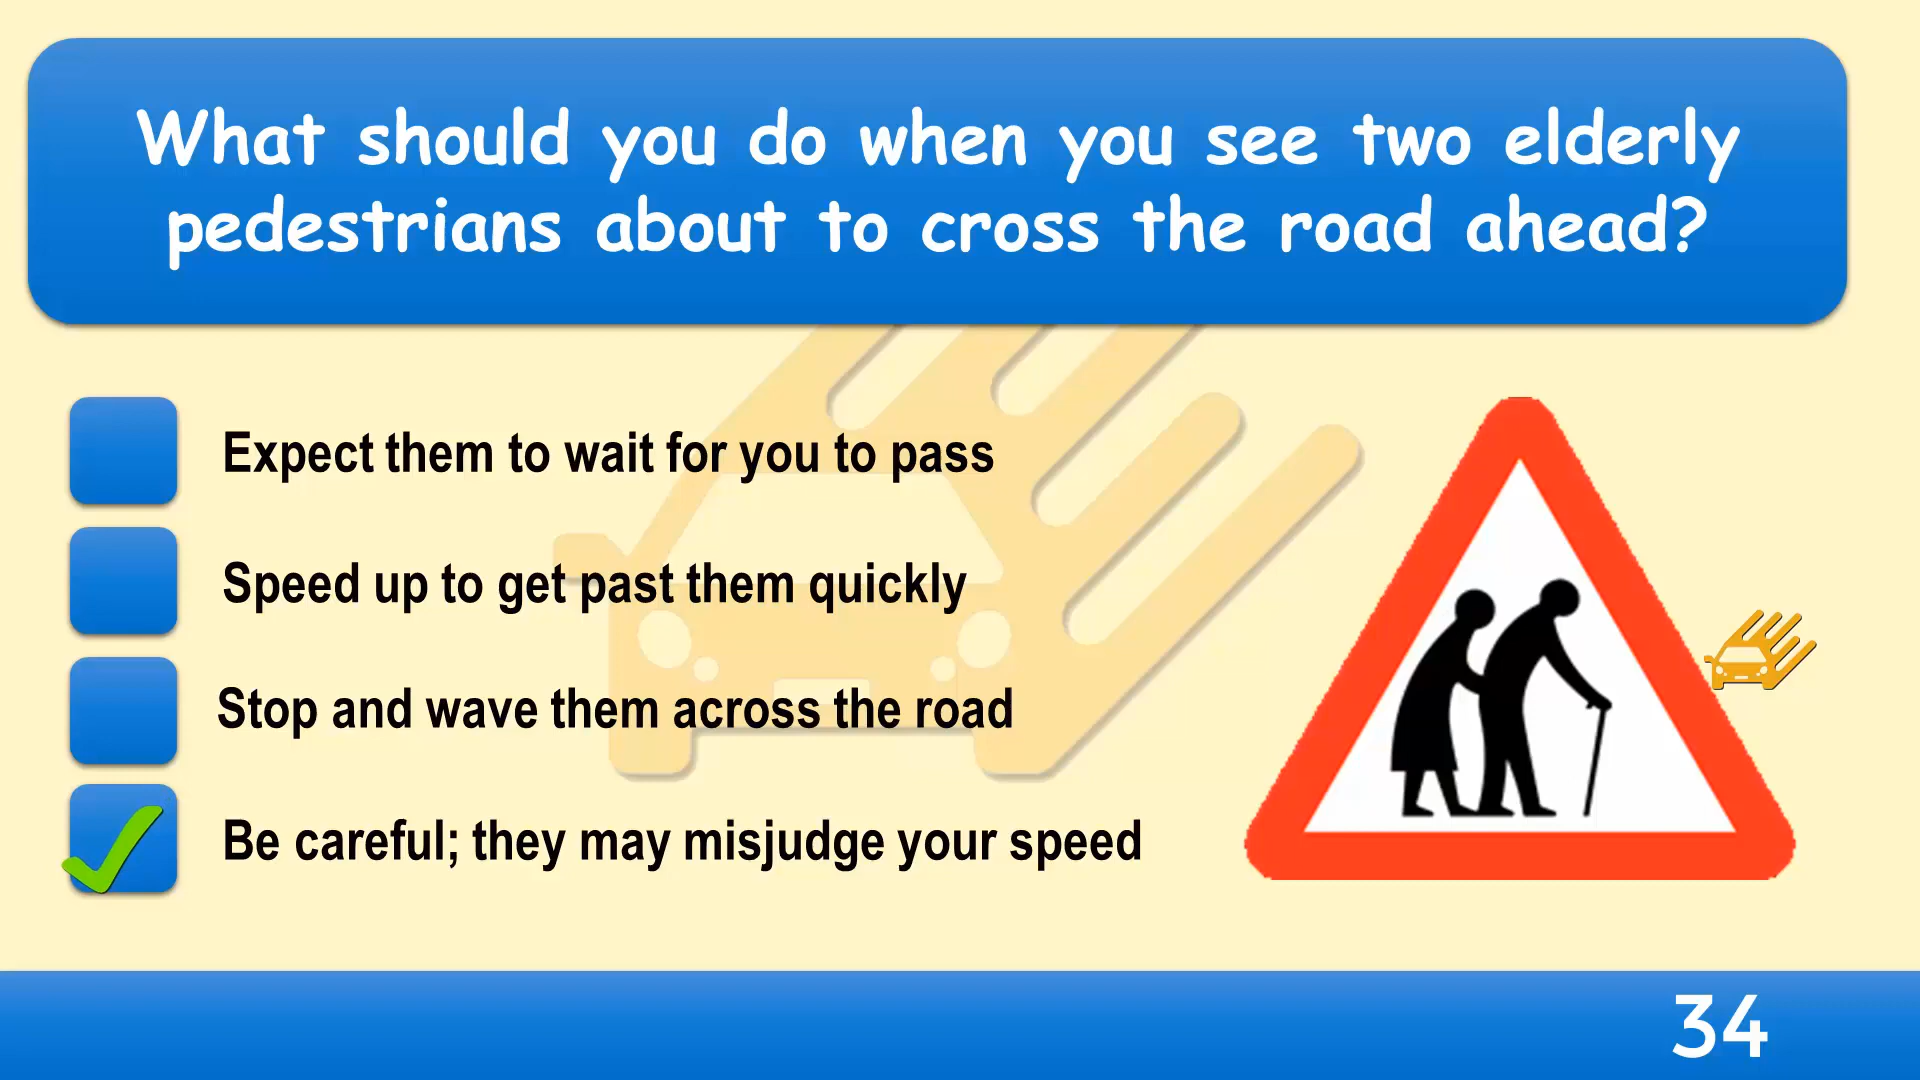 What should you do when you see two elderly
pedestrians about to cross the road ahead?
Expect them to wait for you to pass
Speed up to get past them quickly
Stop and wave them across the road
Be careful; they may misjudge your speed
34